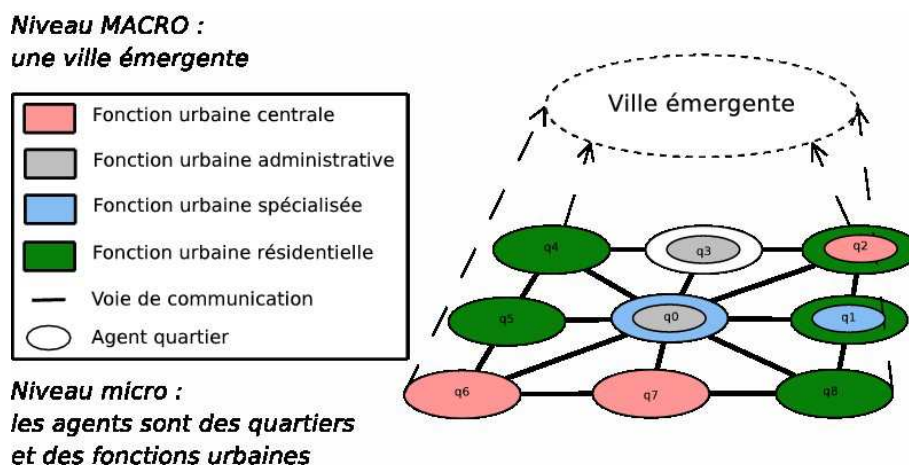 Niveau MACRO :
une ville émergente
Fonction urbaine centrale
Fonction urbaine administrative
Fonction urbaine spécialisée
Fonction urbaine résidentielle
Voie de communication
Agent quartier
Niveau micro :
les agents sont des quartiers
et des fonctions urbaines
Ville émergente
q4
q3
q2
q5
q0
q1
q6
q7
q8